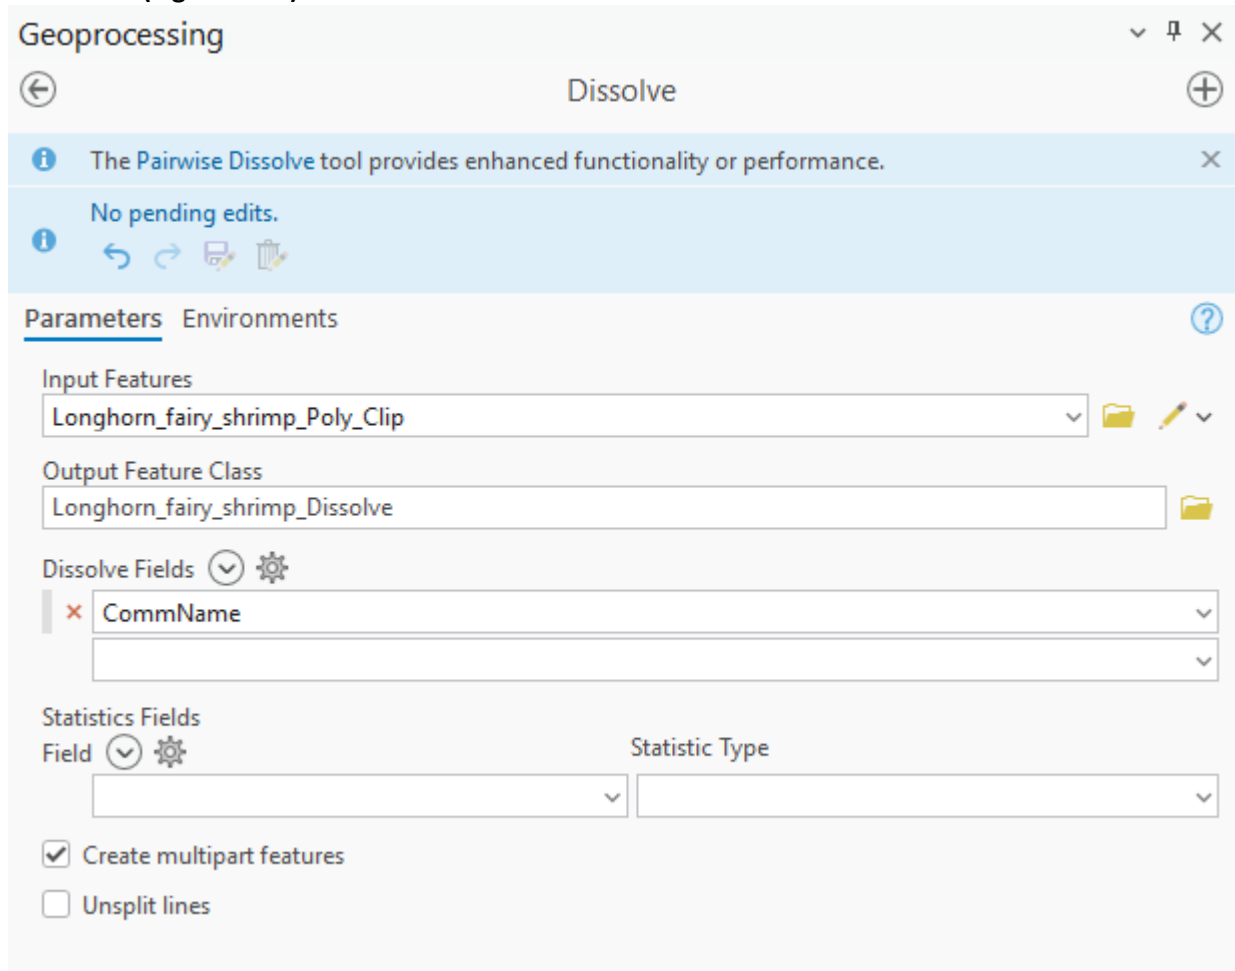 Geoprocessing
Dissolve
The Pairwise Dissolve tool provides enhanced functionality or performance.
No pending edits.
Parameters Environments
Input Features
Longhorn_fairy_shrimp_Poly_Clip
Output Feature Class
Longhorn_fairy_shrimp_Dissolve
Dissolve Fields
CommName
Statistics Fields
Field Statistic Type
Create multipart features
Unsplit lines